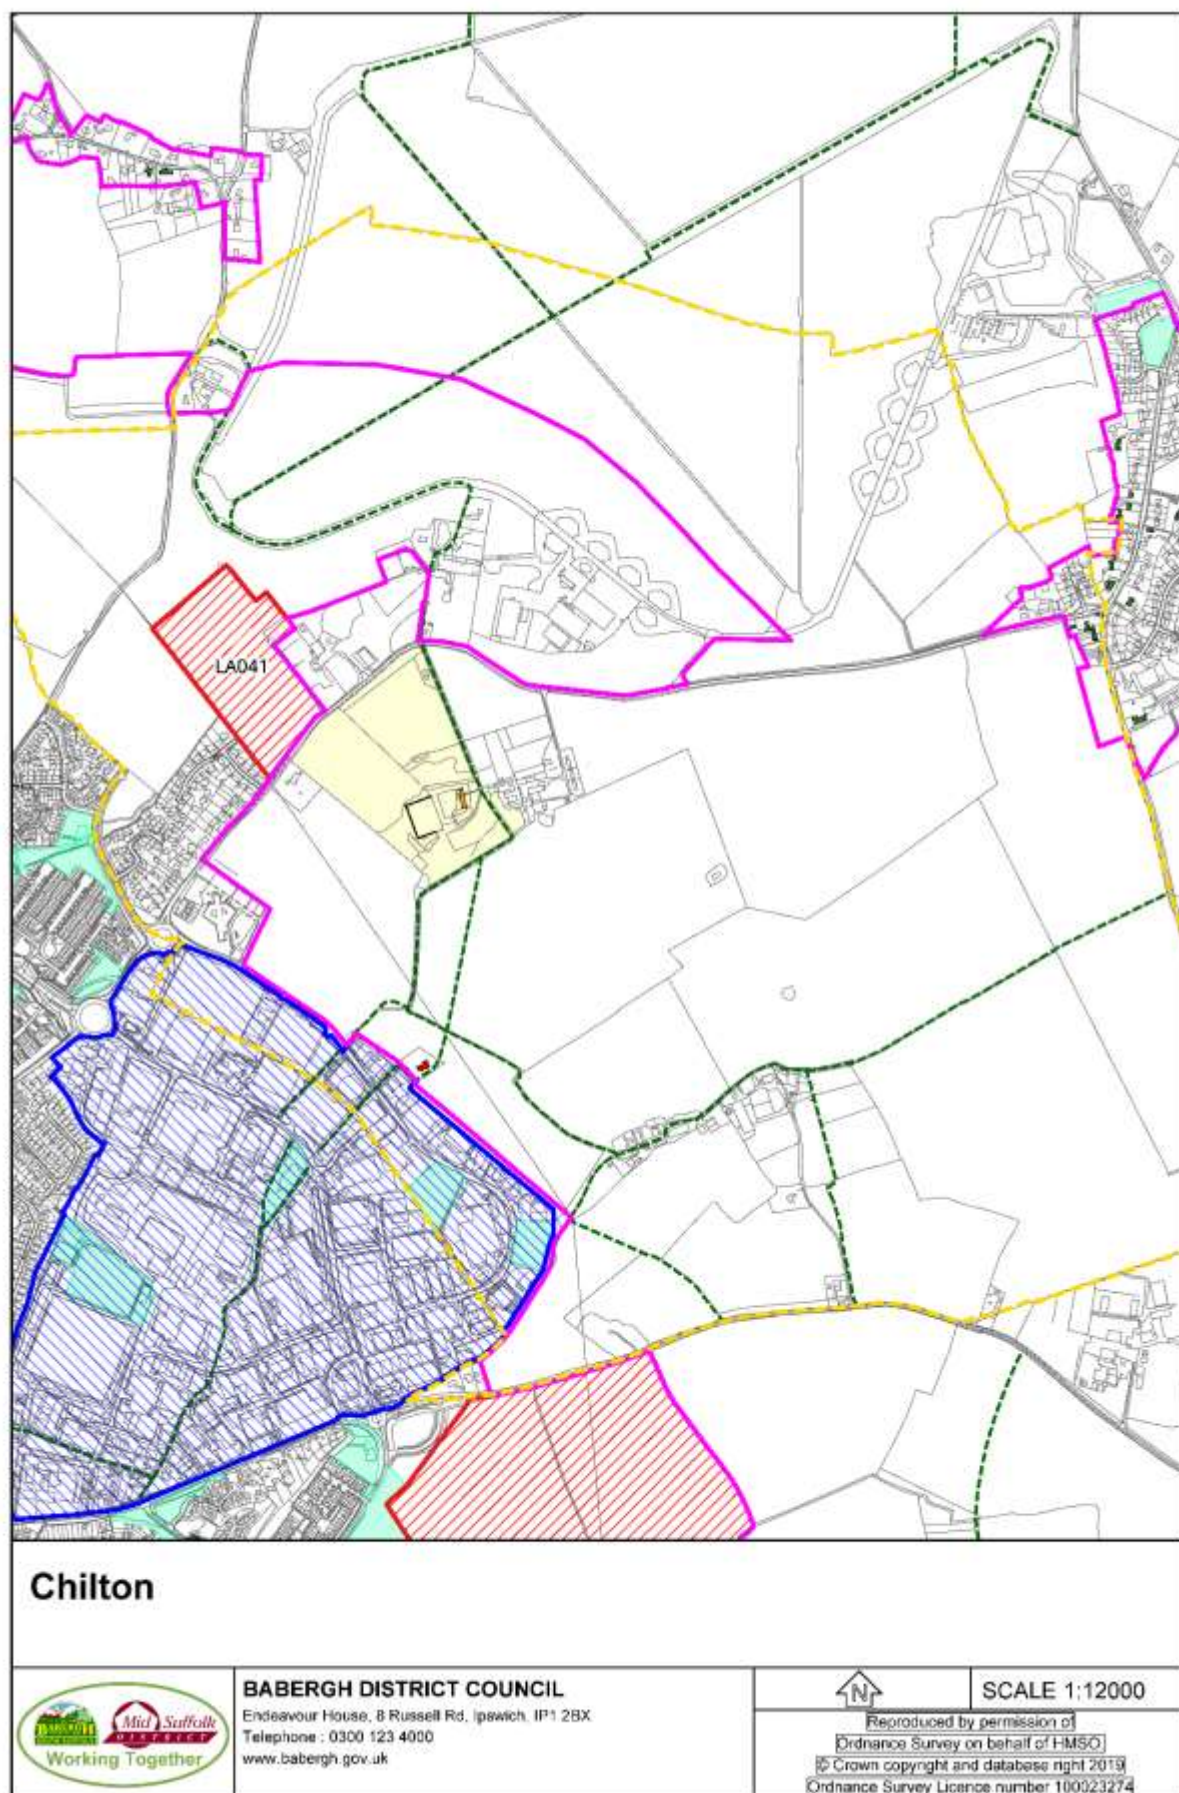 LA041
Chilton
BABERGH
Mid Suffolk
DISTRICT
Working Together
BABERGH DISTRICT COUNCIL
Endeavour House, 8 Russell Rd, Ipswich. IP1 2BX
Telephone : 0300 123 4000
www.babergh.gov.uk
N
SCALE 1:12000
Reproduced by permission of
Ordnance Survey on behalf of HMSO.
© Crown copyright and database right 2019
Ordnance Survey Licence number 100023274